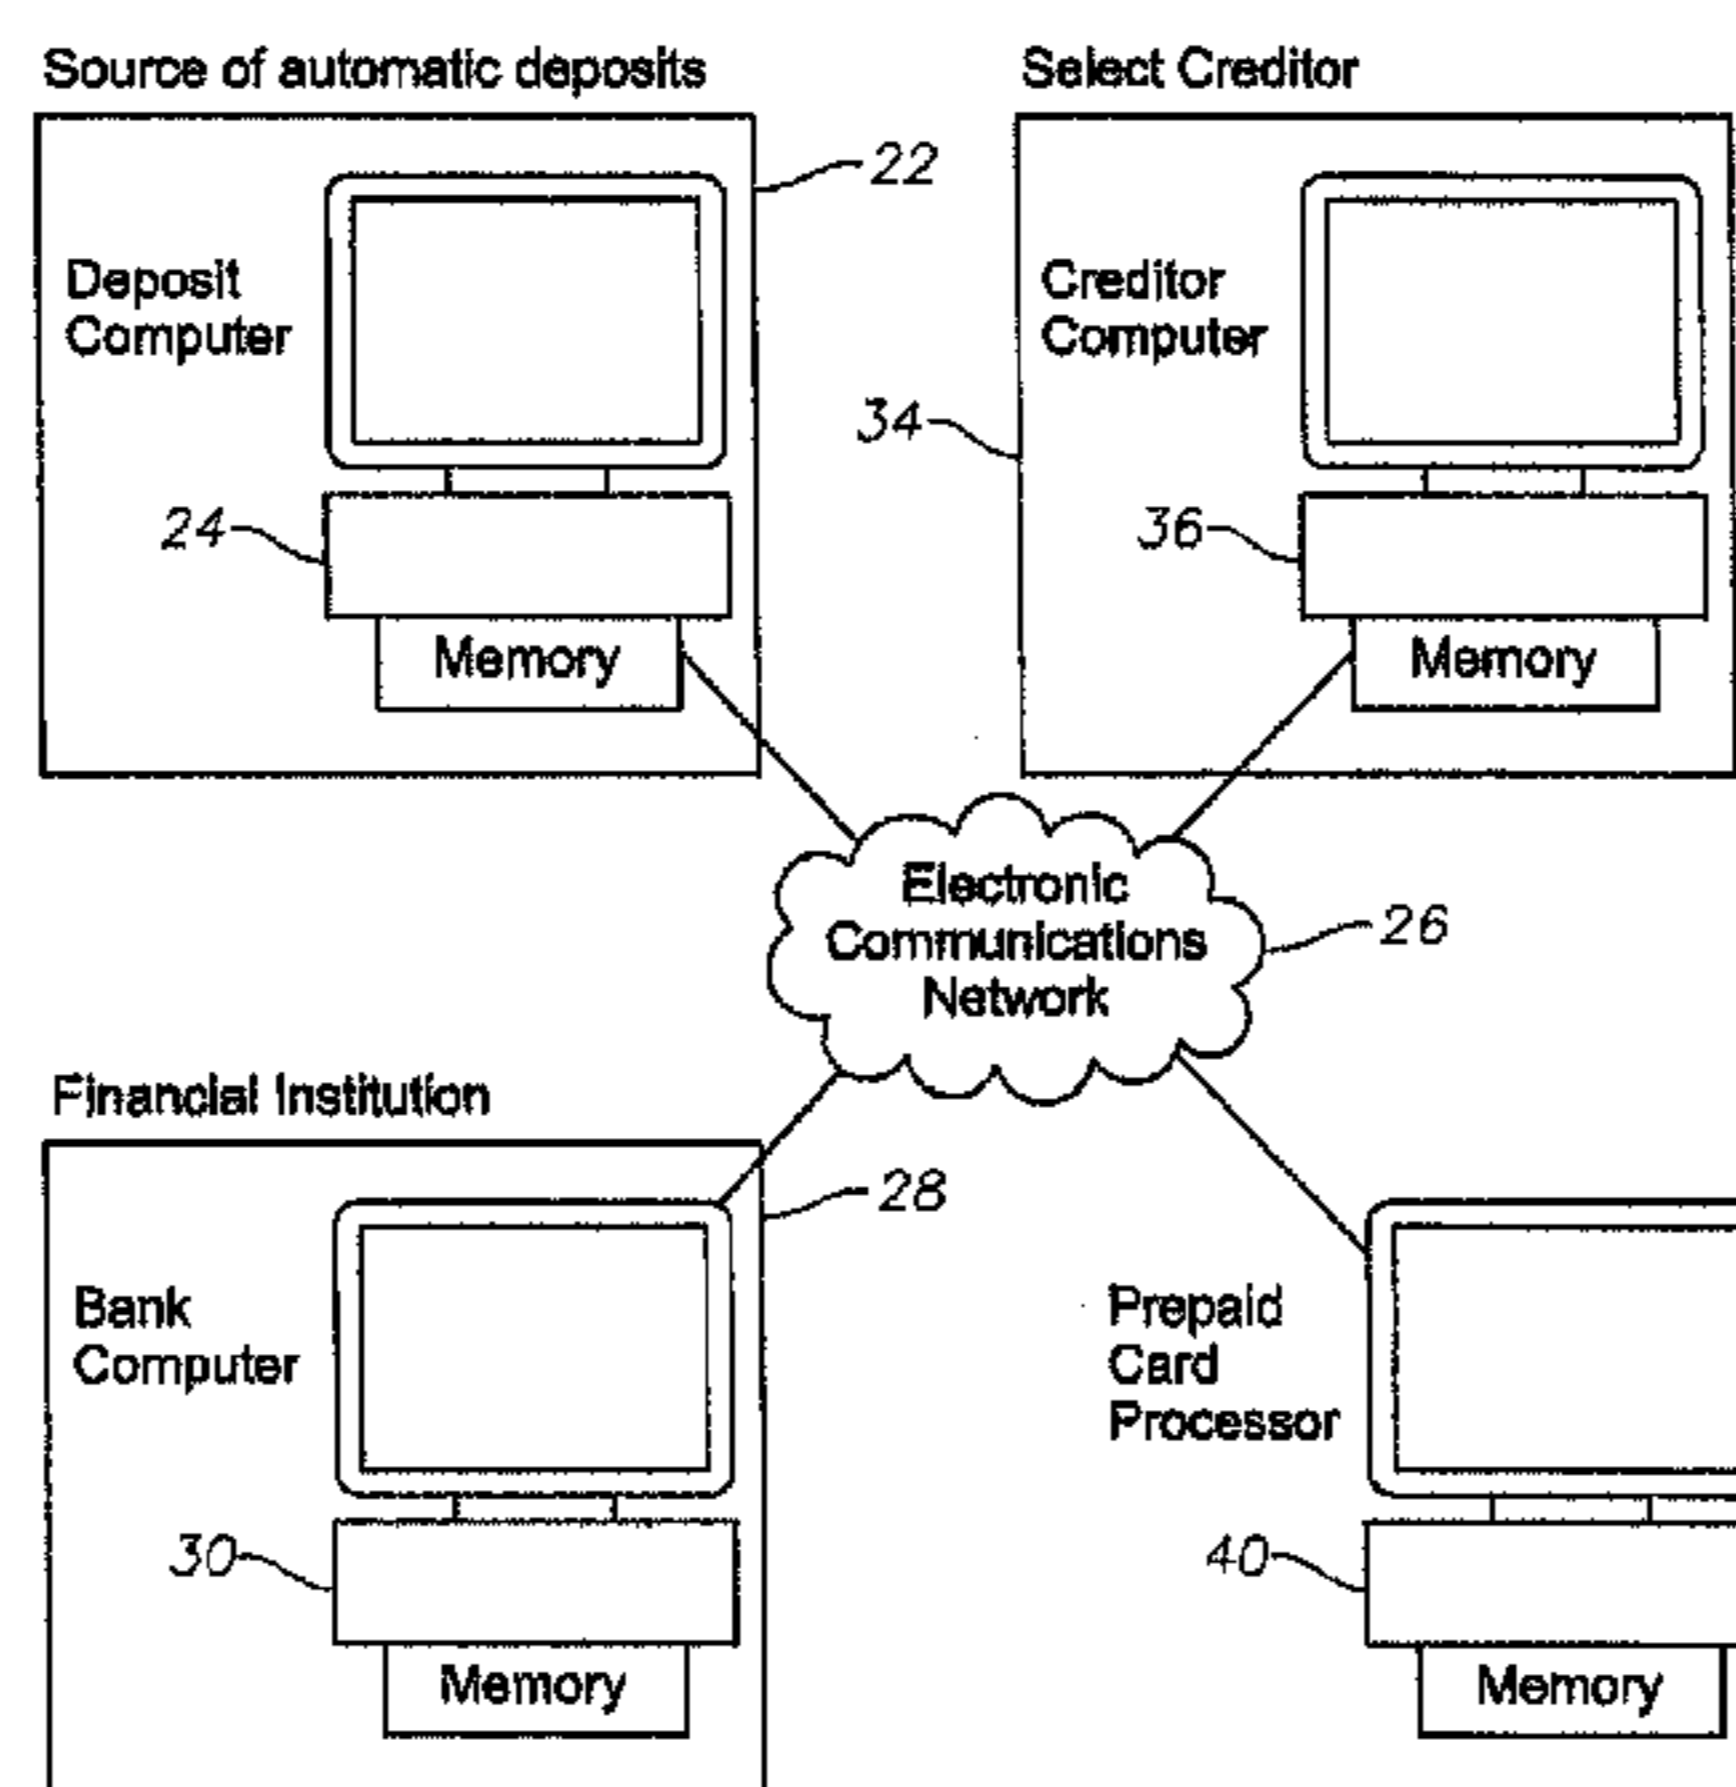 Source of automatic deposits
22
Deposit
Computer
24
Memory
Select Creditor
Creditor
Computer
34
36
Memory
Electronic
Communications
Network
26
Financial Institution
28
Bank
Computer
30
Memory
Prepaid
Card
Processor
40
Memory